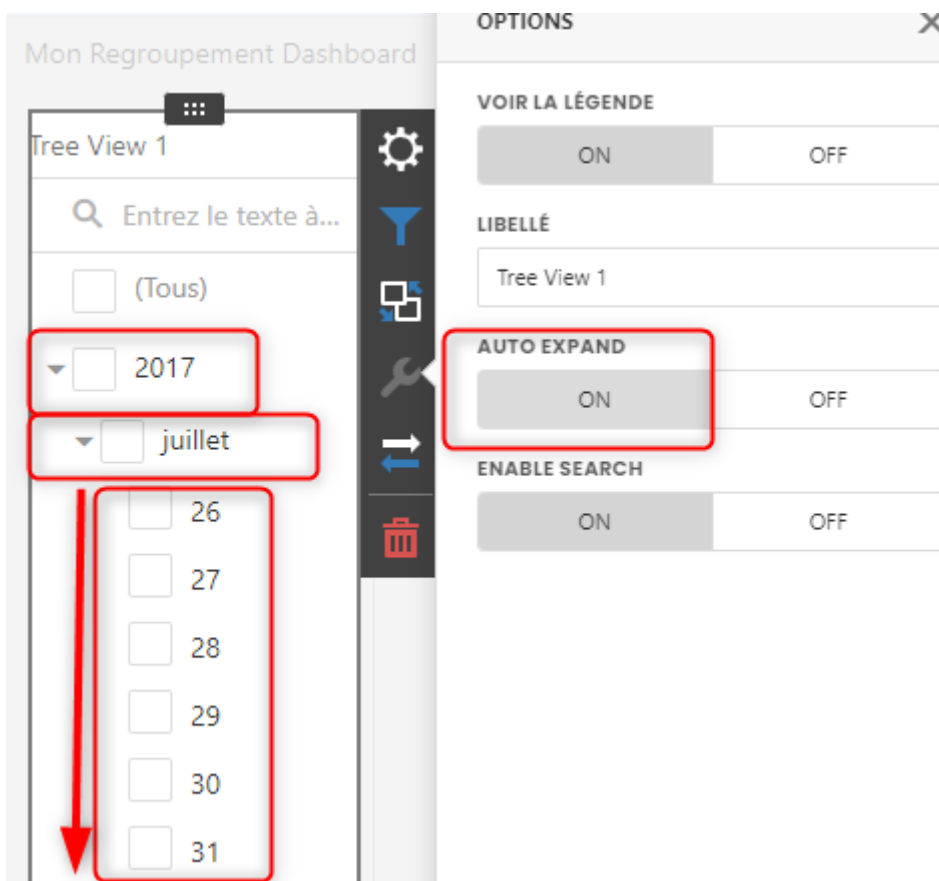 Mon Regroupement Dashboard
Tree View 1
Entrez le texte à...
(Tous)
2017
juillet
26
27
28
29
30
31
OPTIONS
VOIR LA LÉGENDE
ON OFF
LIBELLÉ
Tree View 1
AUTO EXPAND
ON OFF
ENABLE SEARCH
ON OFF